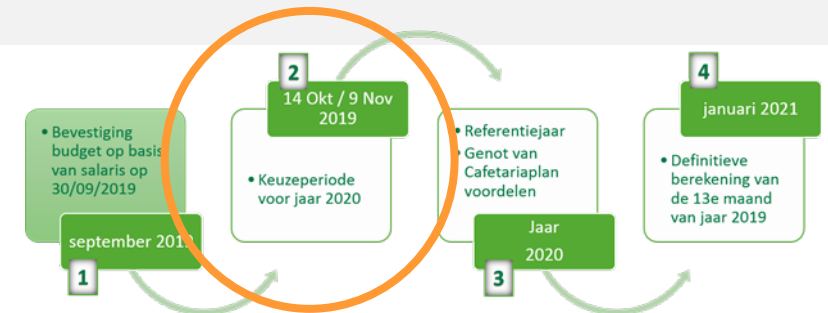 • Bevestiging
budget op basis
van salaris op
30/09/2019
september 2019
1
2
14 Okt / 9 Nov
2019
• Keuzeperiode
voor jaar 2020
• Referentiejaar
• Genot van
Cafetariaplan
voordelen
Jaar
2020
3
4
januari 2021
• Definitieve
berekening van
de 13e maand
van jaar 2019